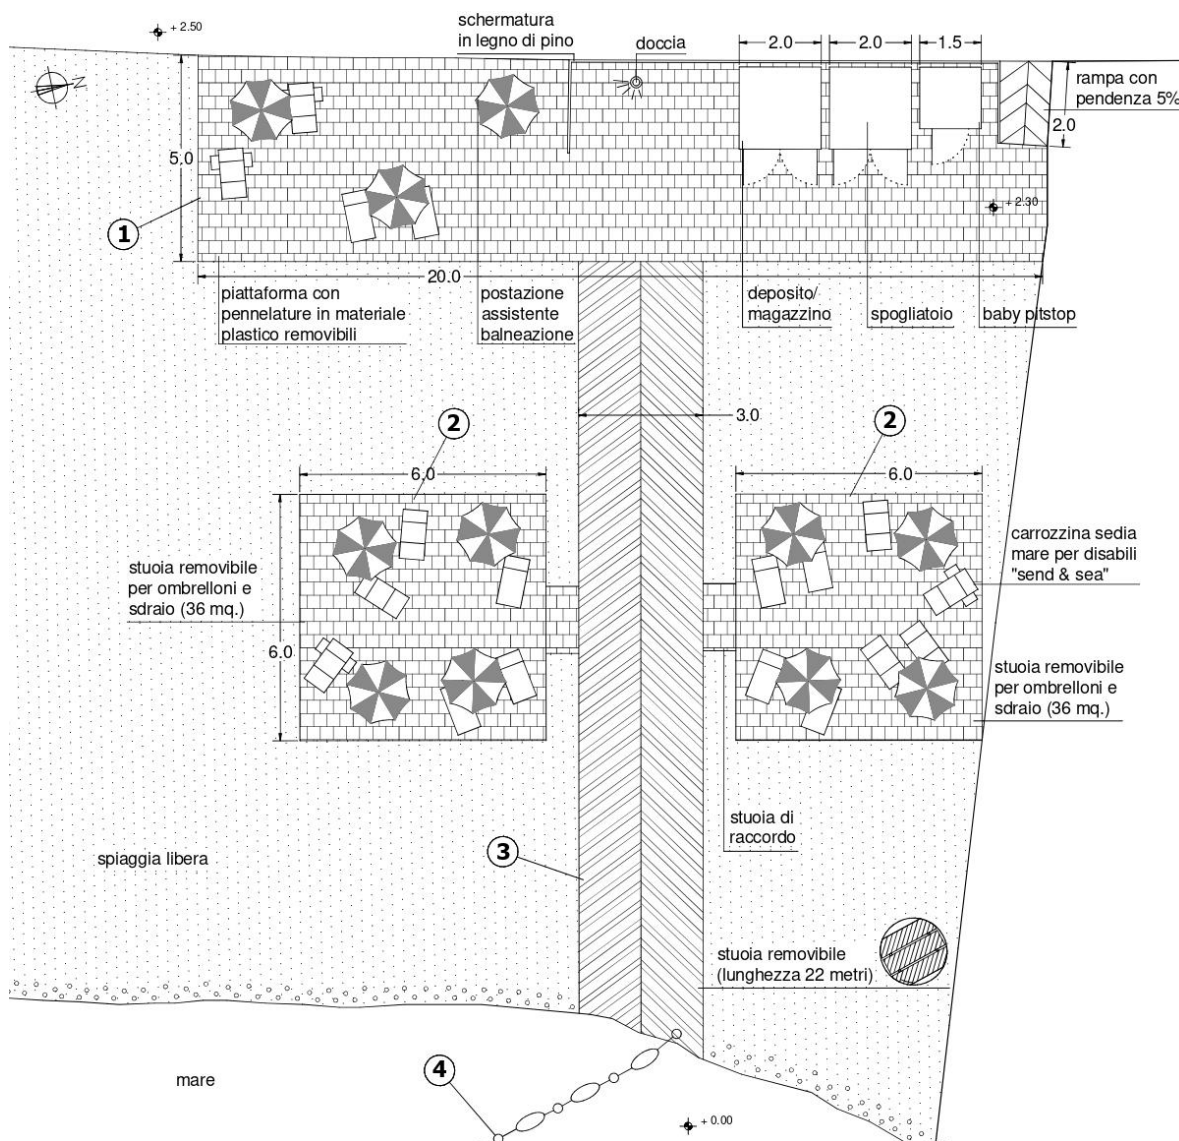 + 2.50
schermatura
in legno di pino
doccia
2.0
2.0
1.5
rampa con
pendenza 5%
2.0
N
5.0
1
+ 2.30
20.0
piattaforma con
pennelature in materiale
plastico removibili
postazione
assistente
balneazione
deposito/
magazzino
spogliatoio
baby pitstop
3.0
2
2
6.0
6.0
stuoia removibile
per ombrelloni e
sdraio (36 mq.)
6.0
carrozzina sedia
mare per disabili
"send & sea"
stuoia removibile
per ombrelloni e
sdraio (36 mq.)
stuoia di
raccordo
spiaggia libera
3
stuoia removibile
(lunghezza 22 metri)
mare
4
+ 0.00